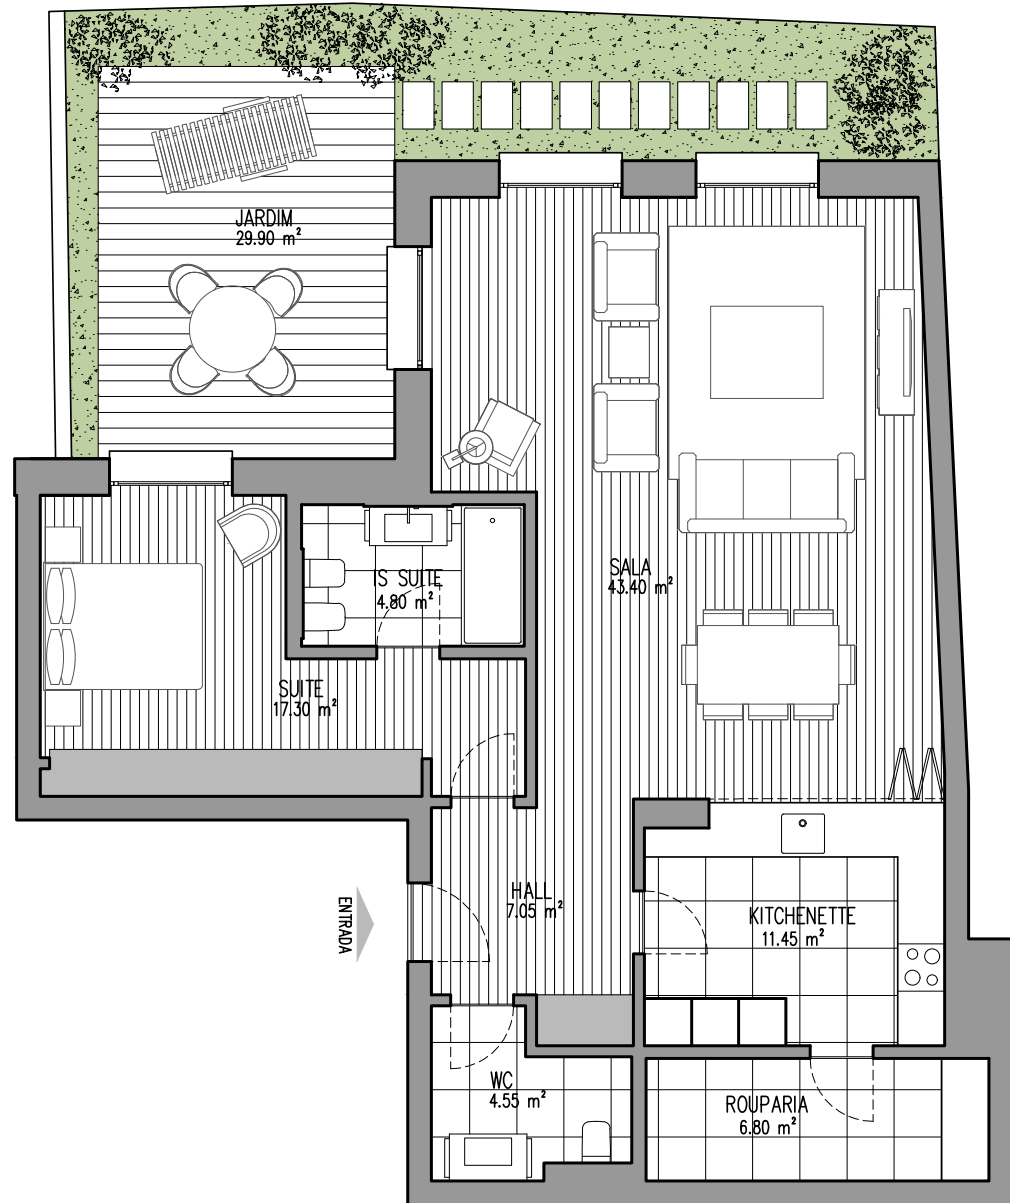 JARDIM
29.90 m²
IS SUITE
4.80 m²
SALA
43.40 m²
SUITE
17.30 m²
HALL
7.05 m²
ENTRADA
KITCHENETTE
11.45 m²
WC
4.55 m²
ROUPARIA
6.80 m²